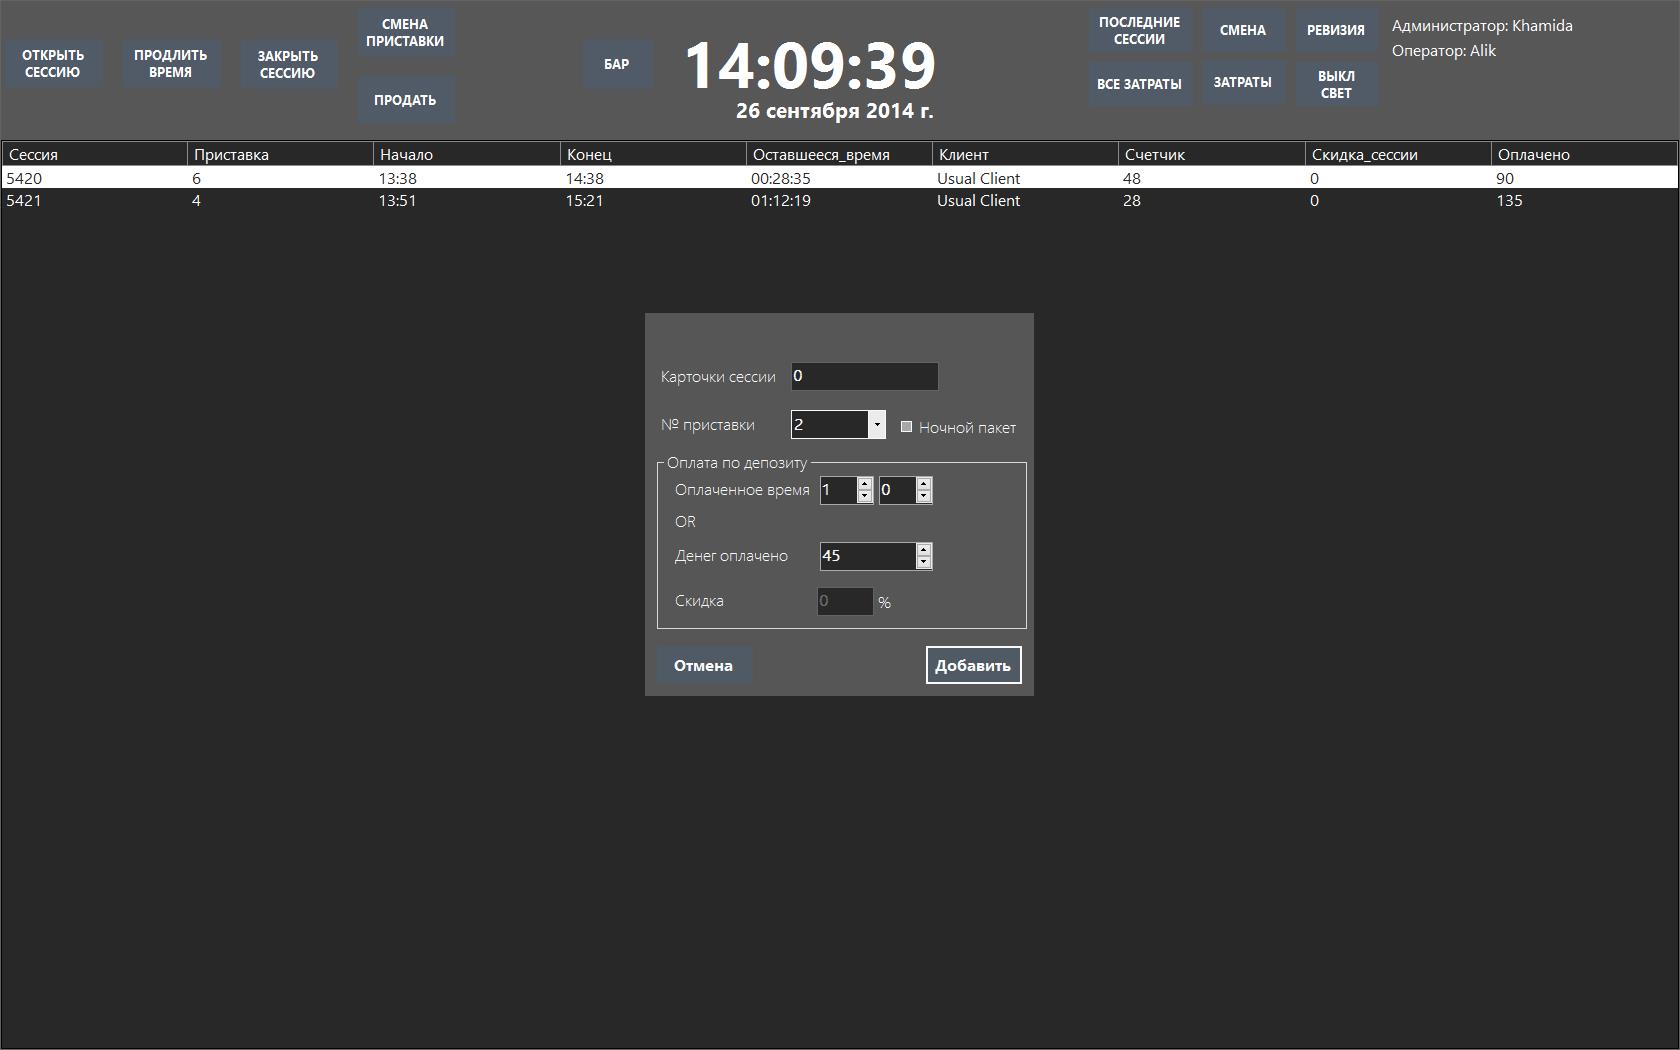 ОТКРЫТЬ
СЕССИЮ
ПРОДЛИТЬ
ВРЕМЯ
ЗАКРЫТЬ
СЕССИЮ
СМЕНА
ПРИСТАВКИ
ПРОДАТЬ
БАР
14:09:39
26 сентября 2014 г.
ПОСЛЕДНИЕ
СЕССИИ
СМЕНА
РЕВИЗИЯ
ВСЕ ЗАТРАТЫ
ЗАТРАТЫ
ВЫКЛ
СВЕТ
Администратор: Khamida
Оператор: Alik
Сессия Приставка Начало Конец Оставшееся_время Клиент Счетчик Скидка_сессии Оплачено
5420 6 13:38 14:38 00:28:35 Usual Client 48 0 90
5421 4 13:51 15:21 01:12:19 Usual Client 28 0 135
Карточки сессии 0
№ приставки 2 Ночной пакет
Оплата по депозиту
Оплаченное время 1 0
OR
Денег оплачено 45
Скидка 0 %
Отмена Добавить